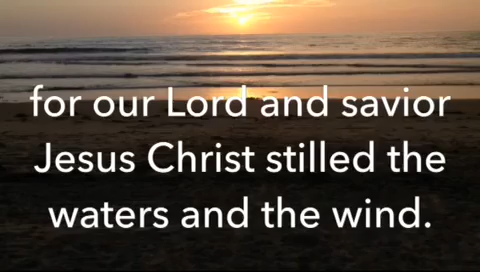 for our Lord and savior
Jesus Christ stilled the
waters and the wind.